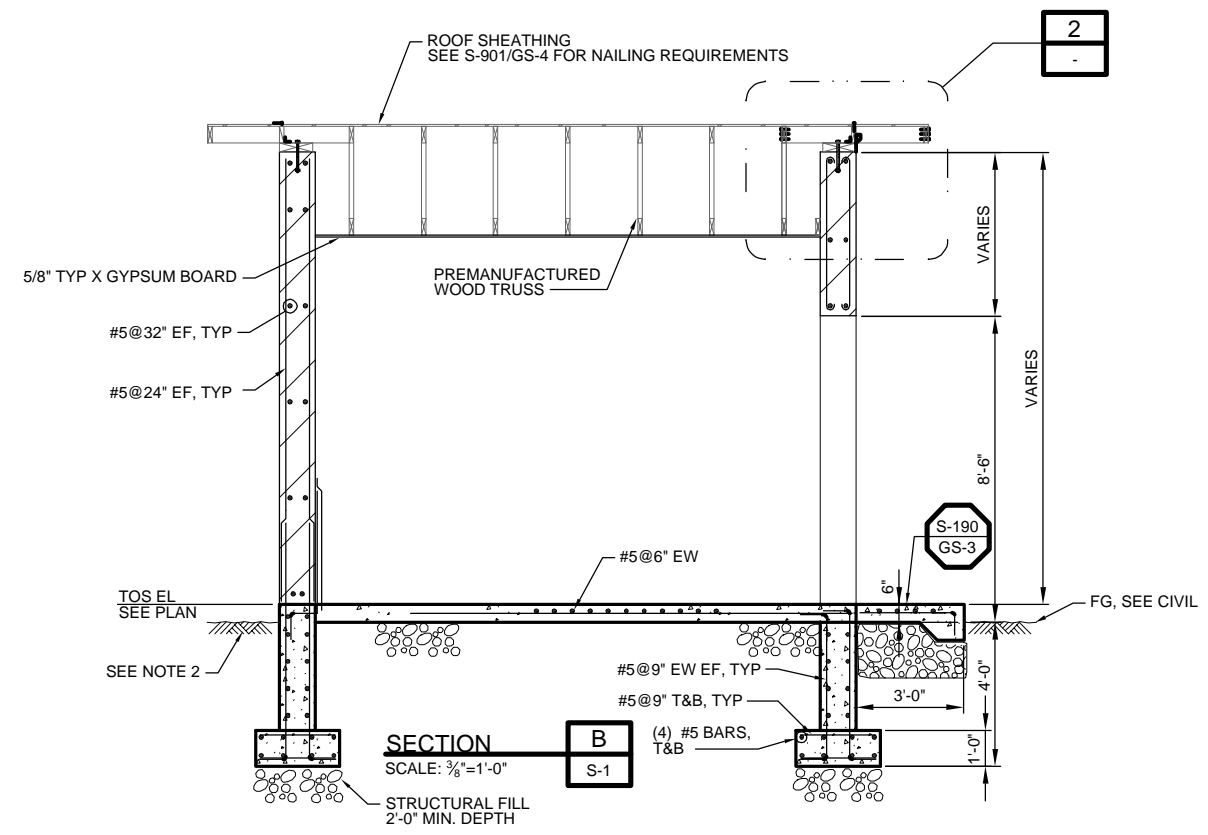 ROOF SHEATHING
SEE S-901/GS-4 FOR NAILING REQUIREMENTS
2
-
VARIES
VARIES
5/8" TYP X GYPSUM BOARD
PREMANUFACTURED
WOOD TRUSS
#5@32" EF, TYP
#5@24" EF, TYP
8'-6"
S-190
GS-3
#5@6" EW
6"
TOS EL
SEE PLAN
FG, SEE CIVIL
SEE NOTE 2
#5@9" EW EF, TYP
#5@9" T&B, TYP
(4) #5 BARS,
T&B
3'-0"
4'-0"
1'-0"
SECTION
SCALE: ⅜"=1'-0"
B
S-1
STRUCTURAL FILL
2'-0" MIN. DEPTH